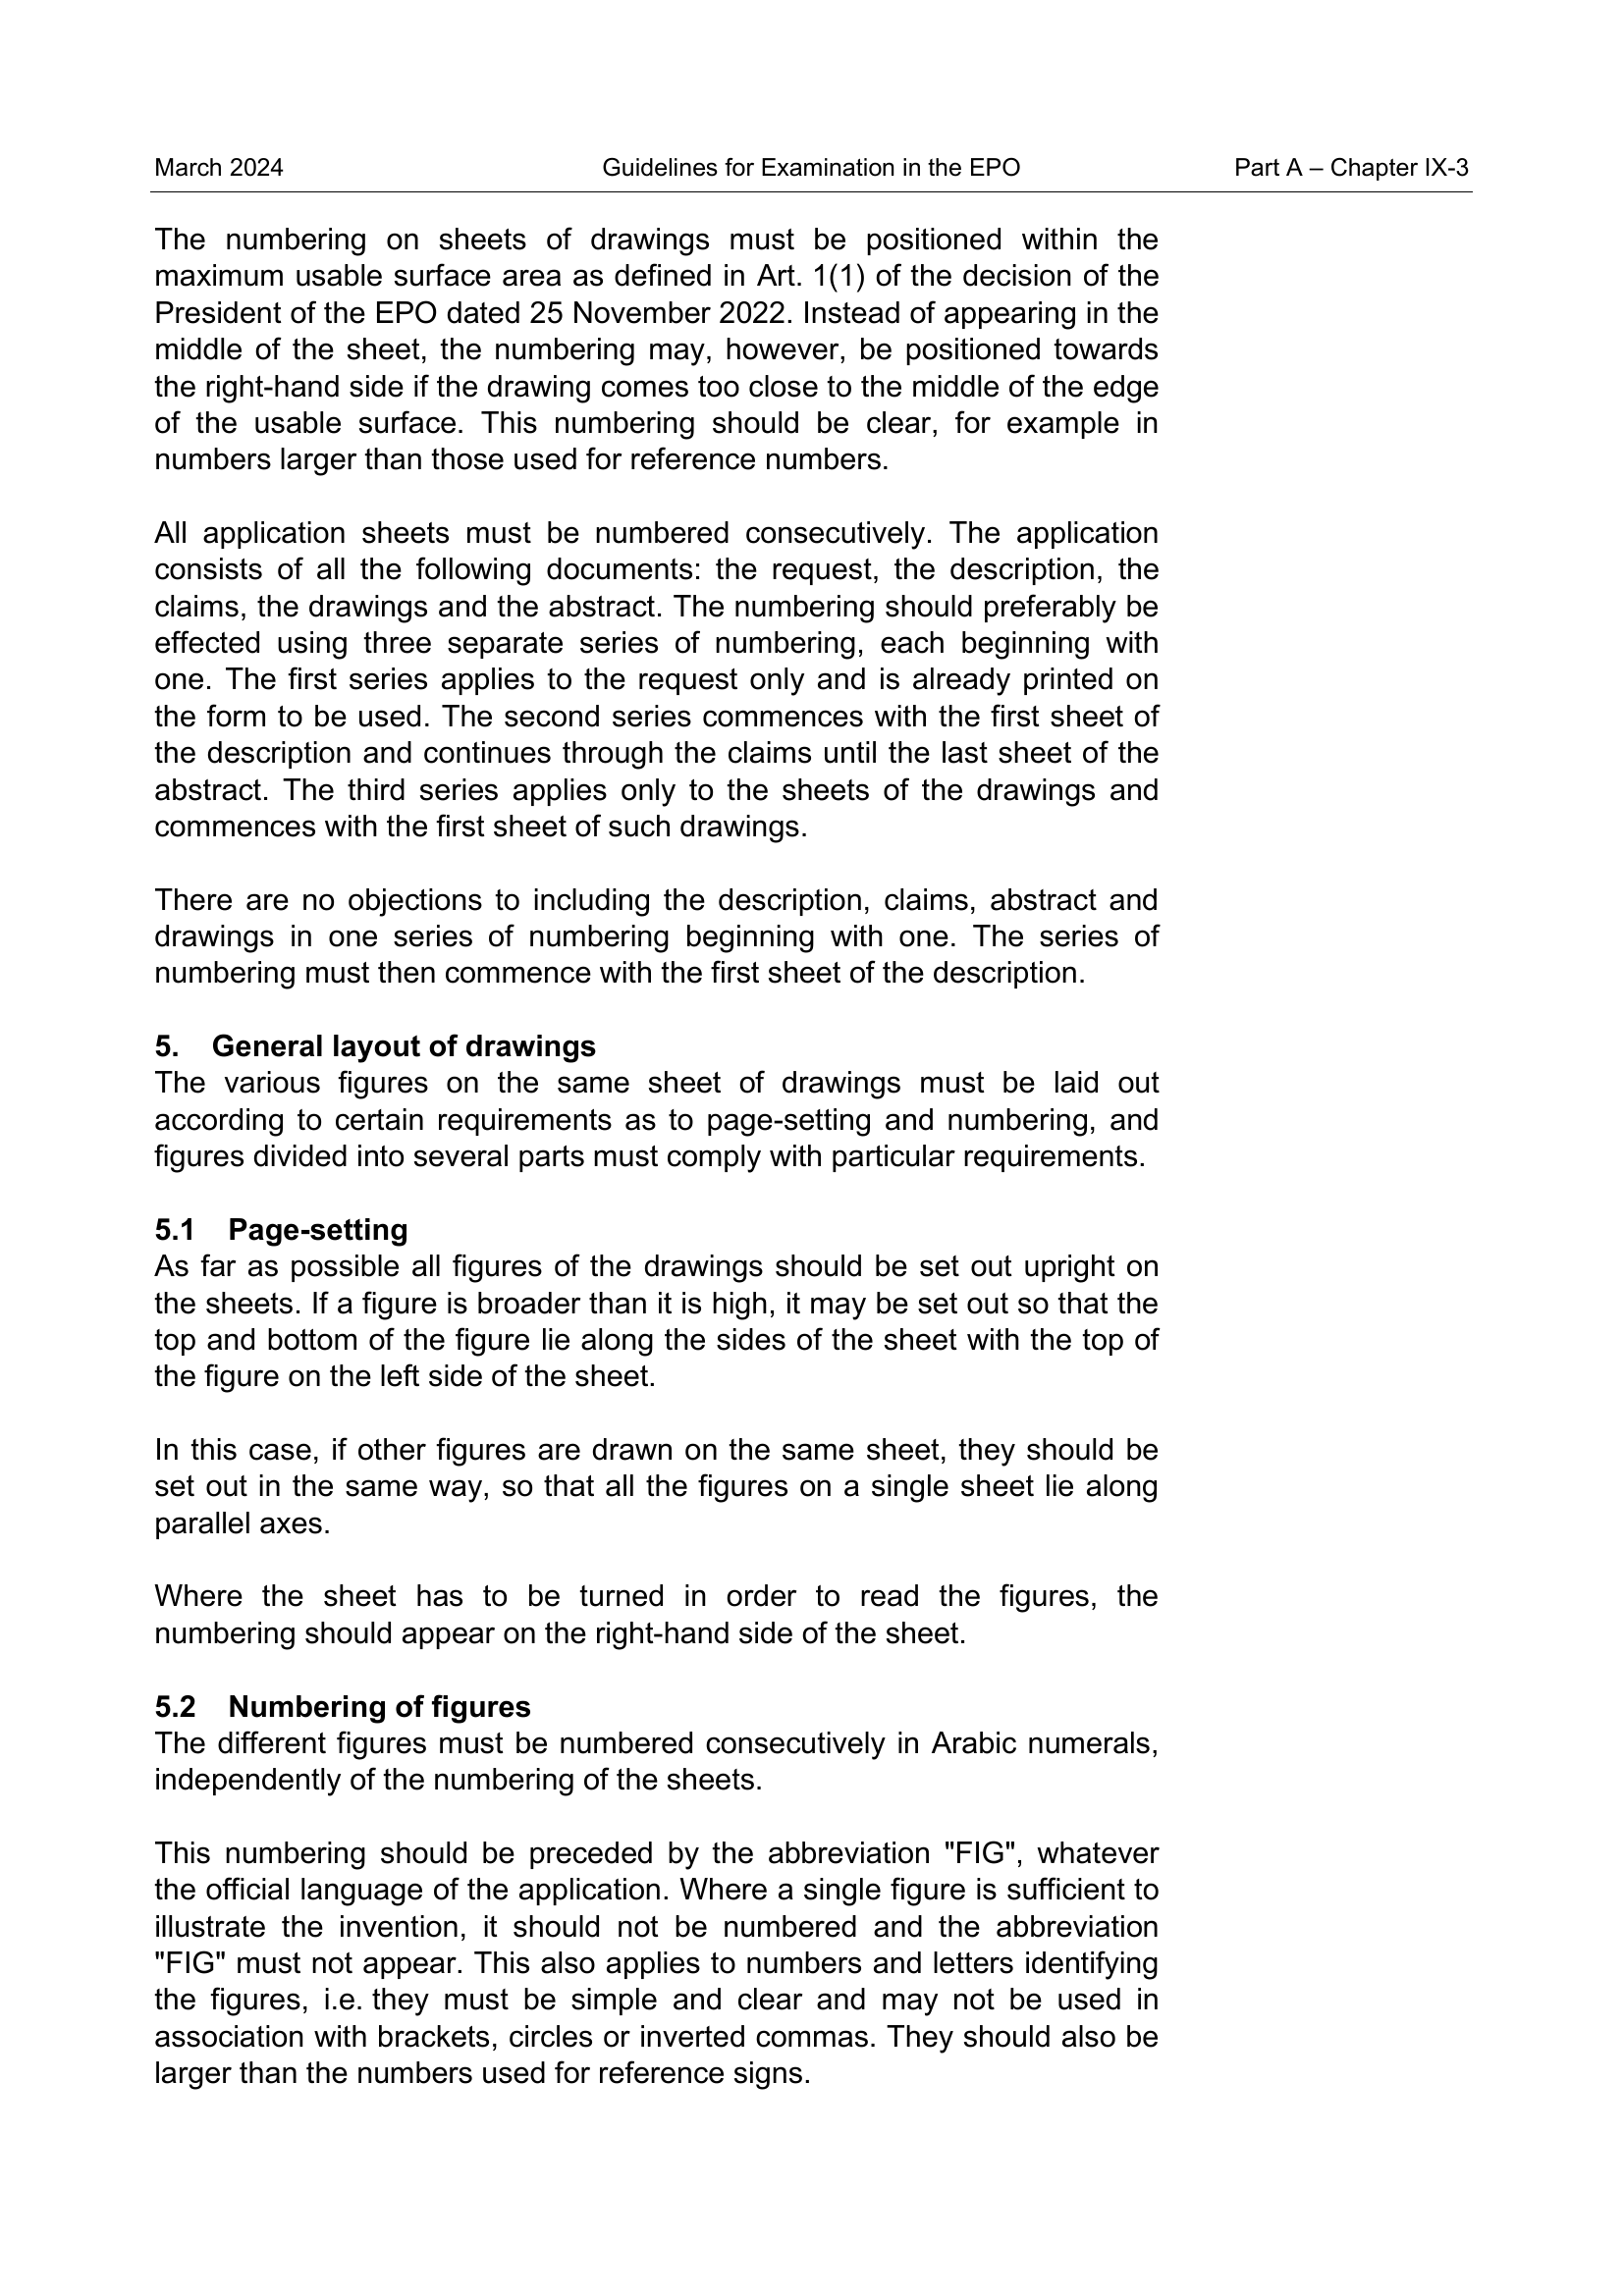 March 2024 Guidelines for Examination in the EPO Part A – Chapter IX-3
The numbering on sheets of drawings must be positioned within the
maximum usable surface area as defined in Art. 1(1) of the decision of the
President of the EPO dated 25 November 2022. Instead of appearing in the
middle of the sheet, the numbering may, however, be positioned towards
the right-hand side if the drawing comes too close to the middle of the edge
of the usable surface. This numbering should be clear, for example in
numbers larger than those used for reference numbers.
All application sheets must be numbered consecutively. The application
consists of all the following documents: the request, the description, the
claims, the drawings and the abstract. The numbering should preferably be
effected using three separate series of numbering, each beginning with
one. The first series applies to the request only and is already printed on
the form to be used. The second series commences with the first sheet of
the description and continues through the claims until the last sheet of the
abstract. The third series applies only to the sheets of the drawings and
commences with the first sheet of such drawings.
There are no objections to including the description, claims, abstract and
drawings in one series of numbering beginning with one. The series of
numbering must then commence with the first sheet of the description.
5. General layout of drawings
The various figures on the same sheet of drawings must be laid out
according to certain requirements as to page-setting and numbering, and
figures divided into several parts must comply with particular requirements.
5.1 Page-setting
As far as possible all figures of the drawings should be set out upright on
the sheets. If a figure is broader than it is high, it may be set out so that the
top and bottom of the figure lie along the sides of the sheet with the top of
the figure on the left side of the sheet.
In this case, if other figures are drawn on the same sheet, they should be
set out in the same way, so that all the figures on a single sheet lie along
parallel axes.
Where the sheet has to be turned in order to read the figures, the
numbering should appear on the right-hand side of the sheet.
5.2 Numbering of figures
The different figures must be numbered consecutively in Arabic numerals,
independently of the numbering of the sheets.
This numbering should be preceded by the abbreviation "FIG", whatever
the official language of the application. Where a single figure is sufficient to
illustrate the invention, it should not be numbered and the abbreviation
"FIG" must not appear. This also applies to numbers and letters identifying
the figures, i.e. they must be simple and clear and may not be used in
association with brackets, circles or inverted commas. They should also be
larger than the numbers used for reference signs.